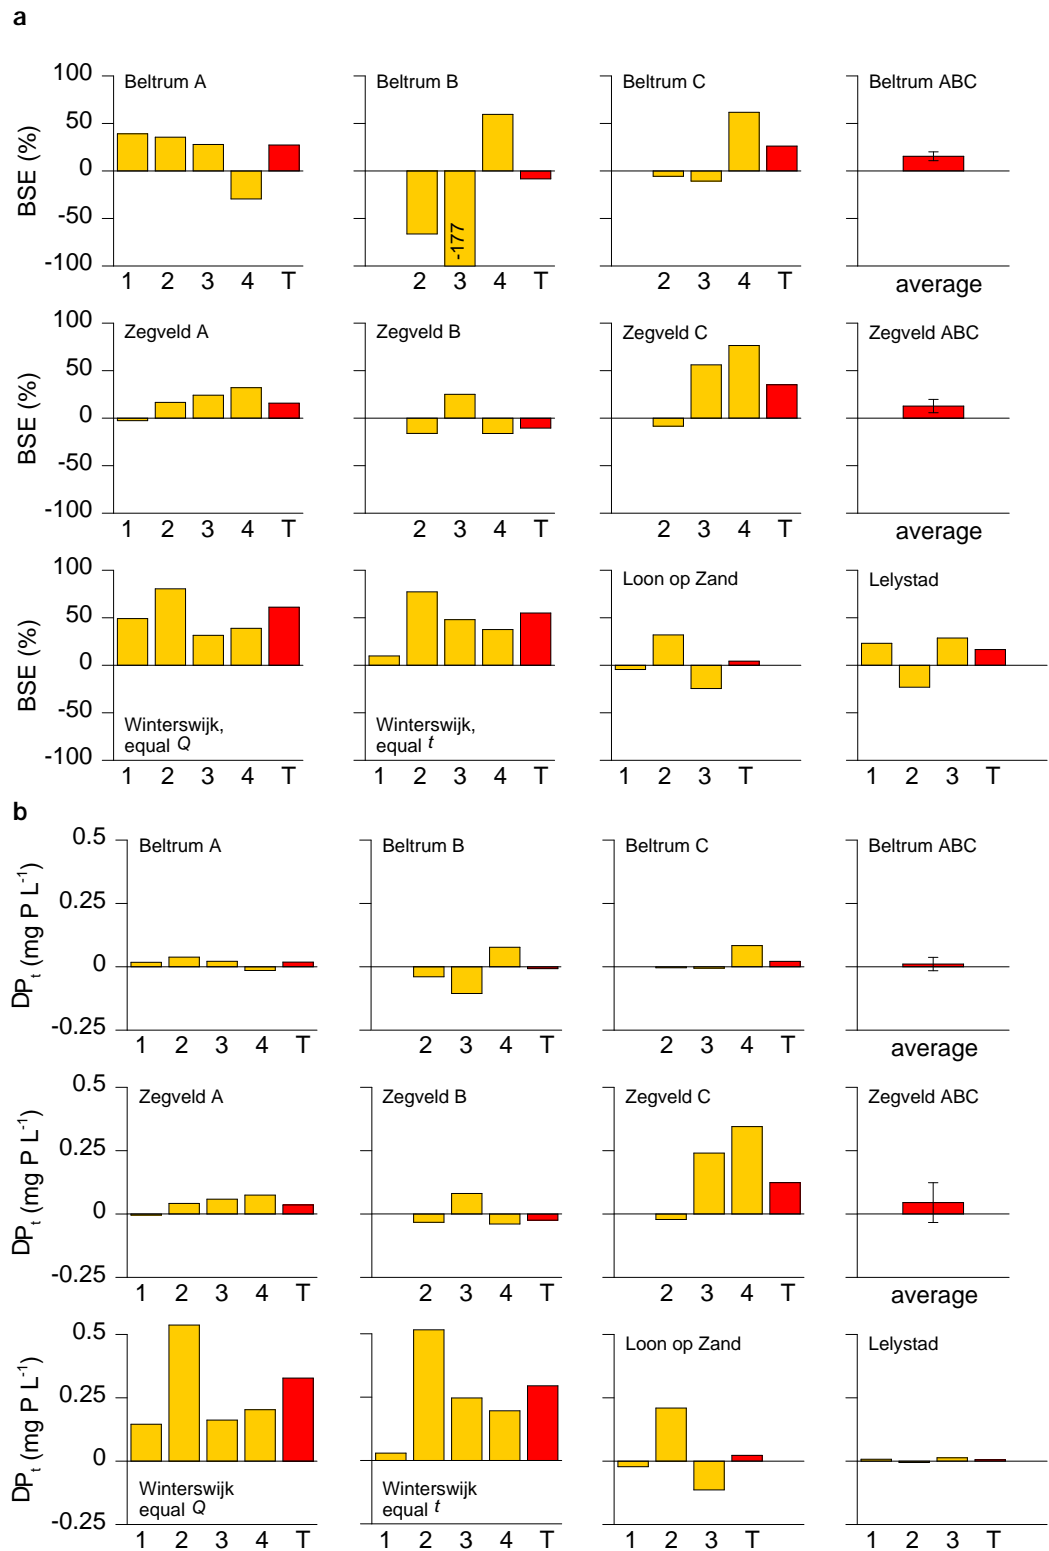 a
Beltrum A
Beltrum B
Beltrum C
Beltrum ABC
BSE (%)
100
50
0
-50
-100
-177
1 2 3 4 T
2 3 4 T
2 3 4 T
average
Zegveld A
Zegveld B
Zegveld C
Zegveld ABC
BSE (%)
100
50
0
-50
-100
1 2 3 4 T
2 3 4 T
2 3 4 T
average
Loon op Zand
Lelystad
BSE (%)
100
50
0
-50
-100
Winterswijk,
equal Q
Winterswijk,
equal t
1 2 3 4 T
1 2 3 4 T
1 2 3 T
1 2 3 T
b
Beltrum A
Beltrum B
Beltrum C
Beltrum ABC
DPt (mg P L-1)
0.5
0.25
0
-0.25
1 2 3 4 T
2 3 4 T
2 3 4 T
average
Zegveld A
Zegveld B
Zegveld C
Zegveld ABC
DPt (mg P L-1)
0.5
0.25
0
-0.25
1 2 3 4 T
2 3 4 T
2 3 4 T
average
Loon op Zand
Lelystad
DPt (mg P L-1)
0.5
0.25
0
-0.25
Winterswijk
equal Q
Winterswijk
equal t
1 2 3 4 T
1 2 3 4 T
1 2 3 T
1 2 3 T